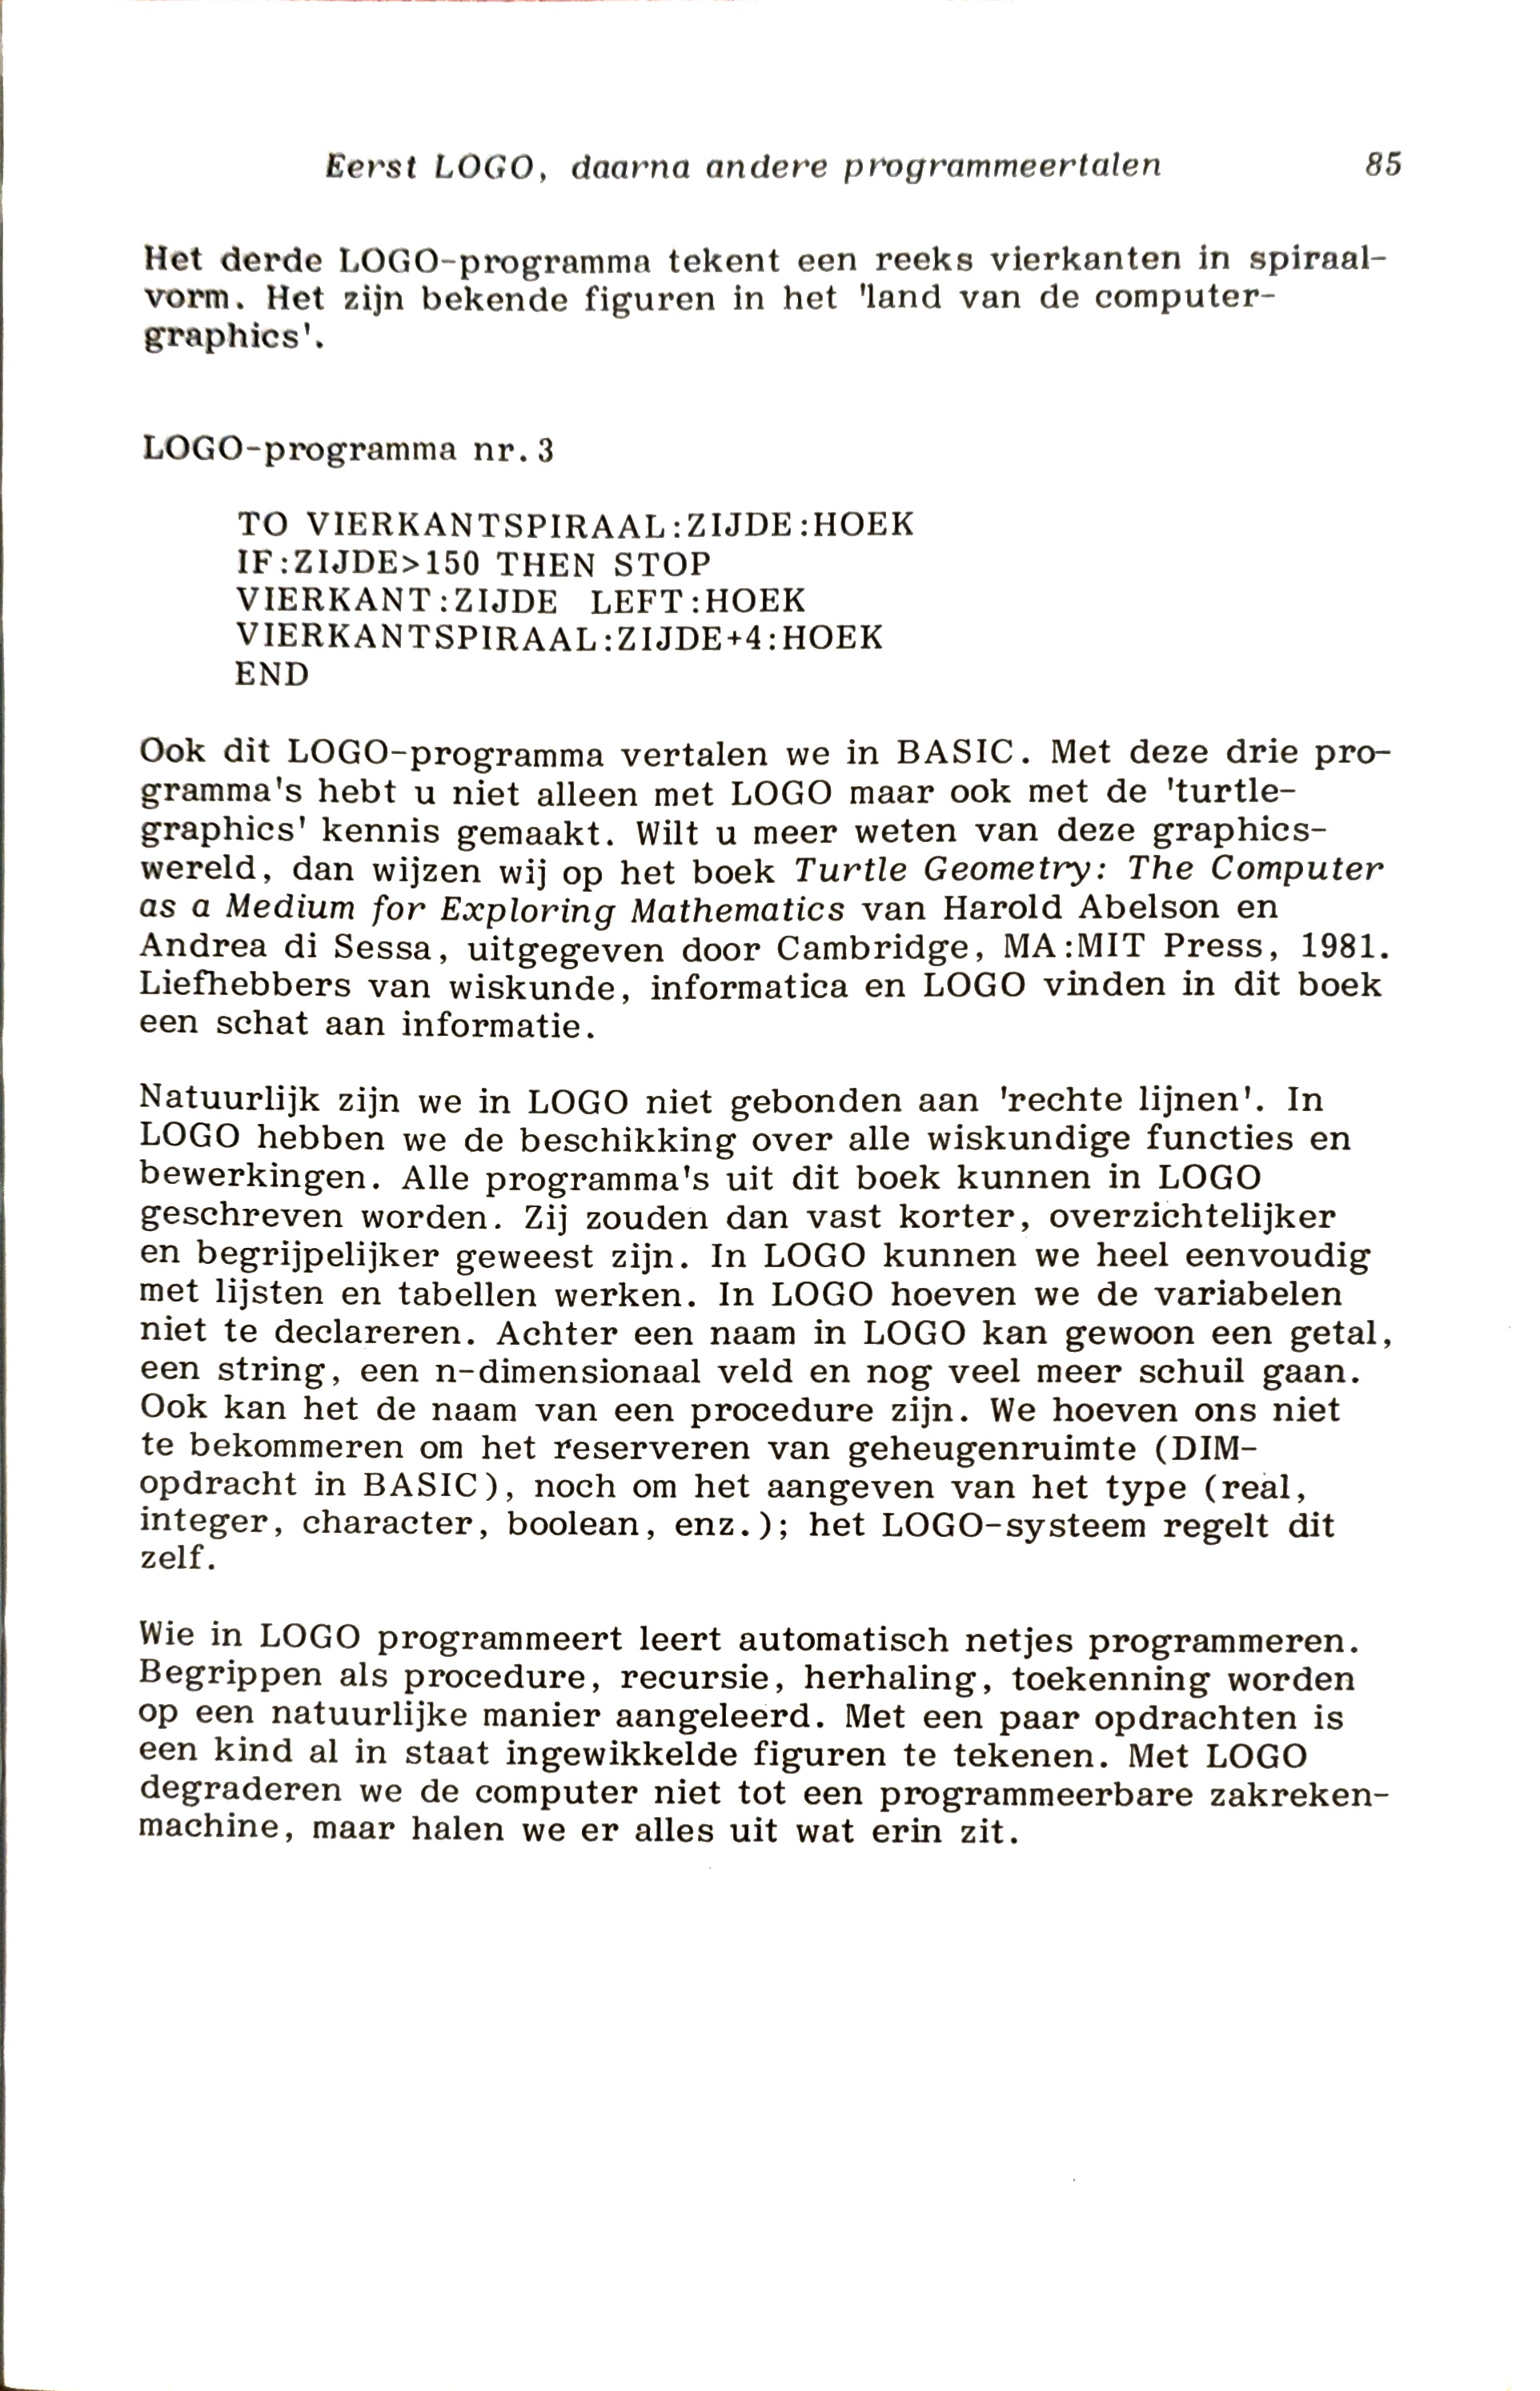 Eerst LOGO, daarna andere programmeertalen 85
Het derde LOGO-programma tekent een reeks vierkanten in spiraal-
vorm. Het zijn bekende figuren in het 'land van de computer-
graphics'.
LOGO-programma nr. 3
TO VIERKANTSPIRAAL:ZIJDE:HOEK
IF:ZIJDE>150 THEN STOP
VIERKANT:ZIJDE LEFT:HOEK
VIERKANTSPIRAAL:ZIJDE+4:HOEK
END
Ook dit LOGO-programma vertalen we in BASIC. Met deze drie pro-
gramma's hebt u niet alleen met LOGO maar ook met de 'turtle-
graphics' kennis gemaakt. Wilt u meer weten van deze graphics-
wereld, dan wijzen wij op het boek Turtle Geometry: The Computer
as a Medium for Exploring Mathematics van Harold Abelson en
Andrea di Sessa, uitgegeven door Cambridge, MA:MIT Press, 1981.
Liefhebbers van wiskunde, informatica en LOGO vinden in dit boek
een schat aan informatie.
Natuurlijk zijn we in LOGO niet gebonden aan 'rechte lijnen'. In
LOGO hebben we de beschikking over alle wiskundige functies en
bewerkingen. Alle programma's uit dit boek kunnen in LOGO
geschreven worden. Zij zouden dan vast korter, overzichtelijker
en begrijpelijker geweest zijn. In LOGO kunnen we heel eenvoudig
met lijsten en tabellen werken. In LOGO hoeven we de variabelen
niet te declareren. Achter een naam in LOGO kan gewoon een getal,
een string, een n-dimensionaal veld en nog veel meer schuil gaan.
Ook kan het de naam van een procedure zijn. We hoeven ons niet
te bekommeren om het reserveren van geheugenruimte (DIM-
opdracht in BASIC), noch om het aangeven van het type (real,
integer, character, boolean, enz.); het LOGO-systeem regelt dit
zelf.
Wie in LOGO programmeert leert automatisch netjes programmeren.
Begrippen als procedure, recursie, herhaling, toekenning worden
op een natuurlijke manier aangeleerd. Met een paar opdrachten is
een kind al in staat ingewikkelde figuren te tekenen. Met LOGO
degraderen we de computer niet tot een programmeerbare zakreken-
machine, maar halen we er alles uit wat erin zit.